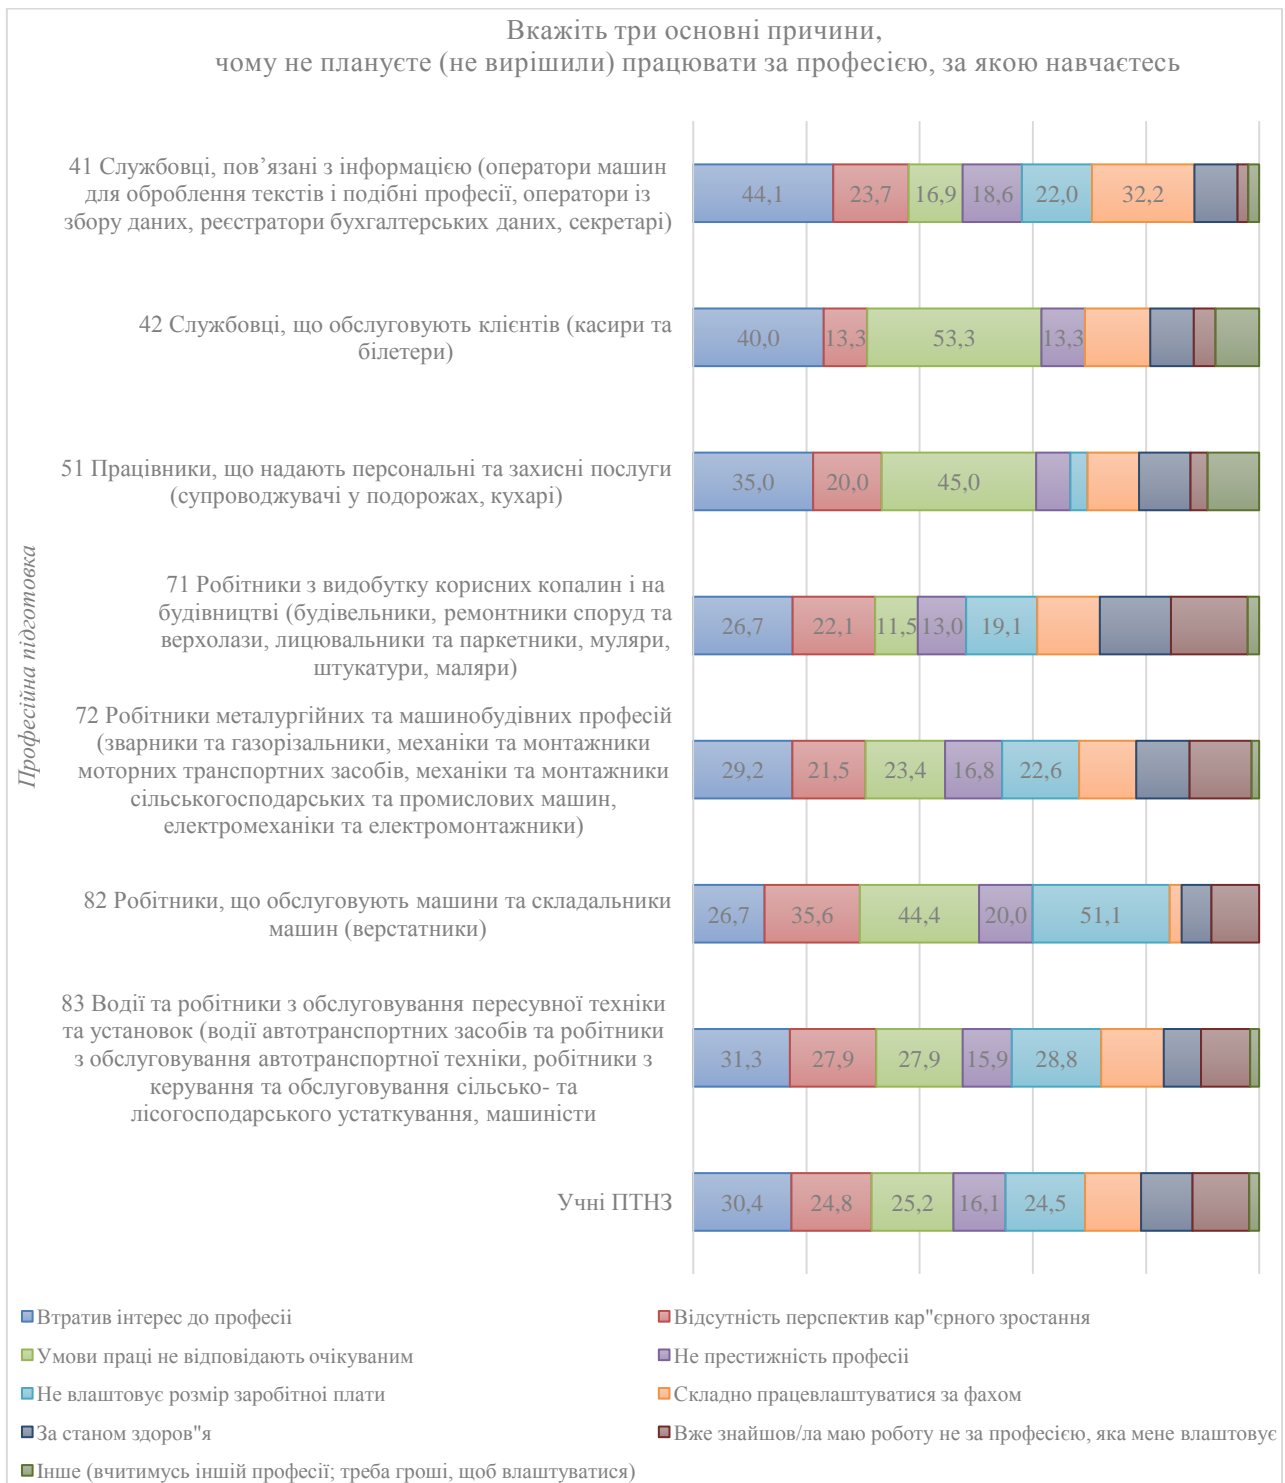 Вкажіть три основні причини,
чому не плануєте (не вирішили) працювати за професією, за якою навчаєтесь
Професійна підготовка
41 Службовці, пов’язані з інформацією (оператори машин
для оброблення текстів і подібні професії, оператори із
збору даних, реєстратори бухгалтерських даних, секретарі)
44,1 23,7 16,9 18,6 22,0 32,2
42 Службовці, що обслуговують клієнтів (касири та
білетери)
40,0 13,3 53,3 13,3
51 Працівники, що надають персональні та захисні послуги
(супроводжувачі у подорожах, кухарі)
35,0 20,0 45,0
71 Робітники з видобутку корисних копалин і на
будівництві (будівельники, ремонтники споруд та
верхолази, лицювальники та паркетники, муляри,
штукатури, маляри)
26,7 22,1 11,5 13,0 19,1
72 Робітники металургійних та машинобудівних професій
(зварники та газорізальники, механіки та монтажники
моторних транспортних засобів, механіки та монтажники
сільськогосподарських та промислових машин,
електромеханіки та електромонтажники)
29,2 21,5 23,4 16,8 22,6
82 Робітники, що обслуговують машини та складальники
машин (верстатники)
26,7 35,6 44,4 20,0 51,1
83 Водії та робітники з обслуговування пересувної техніки
та установок (водії автотранспортних засобів та робітники
з обслуговування автотранспортної техніки, робітники з
керування та обслуговування сільсько- та
лісогосподарського устаткування, машиністи
31,3 27,9 27,9 15,9 28,8
Учні ПТНЗ
30,4 24,8 25,2 16,1 24,5
Втратив інтерес до професіі
Відсутність перспектив кар"єрного зростання
Умови праці не відповідають очікуваним
Не престижність професіі
Не влаштовує розмір заробітноі плати
Складно працевлаштуватися за фахом
За станом здоров"я
Вже знайшов/ла маю роботу не за професією, яка мене влаштовує
Інше (вчитимусь іншій професії; треба гроші, щоб влаштуватися)